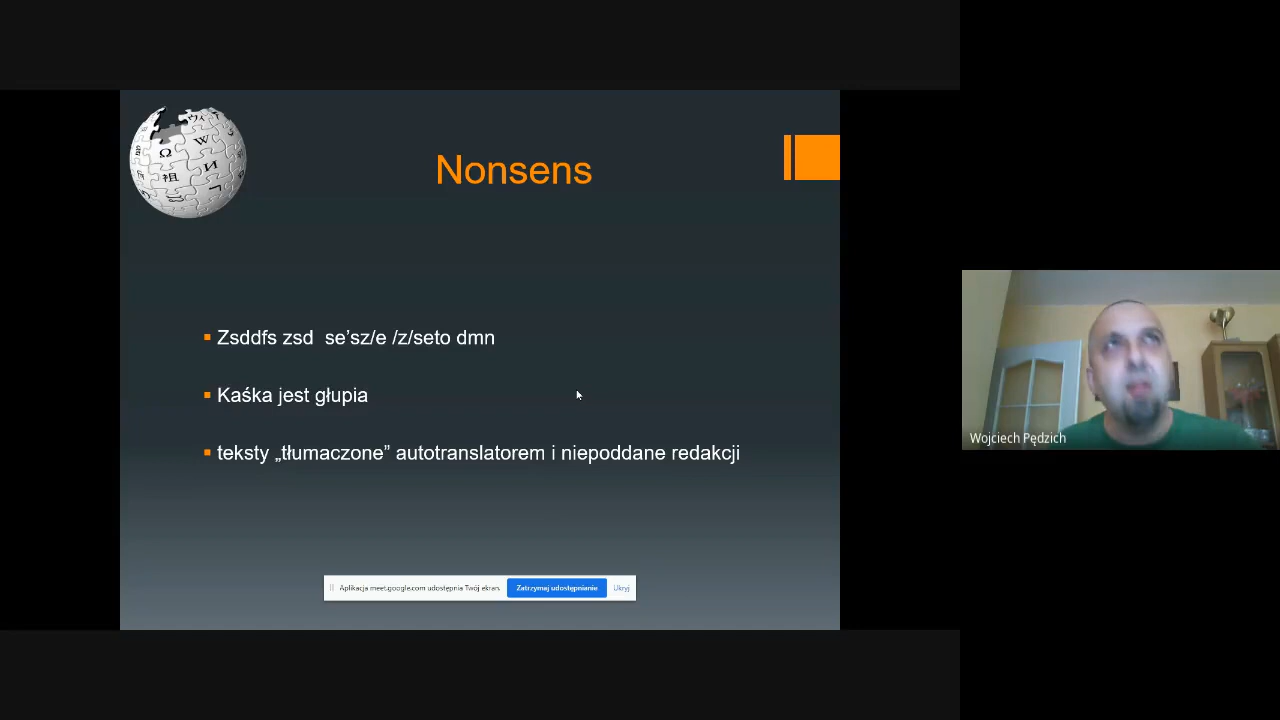 Nonsens
Zsddfs zsd se’sz/e /z/seto dmn
Kaśka jest głupia
teksty „tłumaczone” autotranslatorem i niepoddane redakcji
Aplikacja meet.google.com udostępnia Twój ekran. Zatrzymaj udostępnianie Ukryj
Wojciech Pędzich